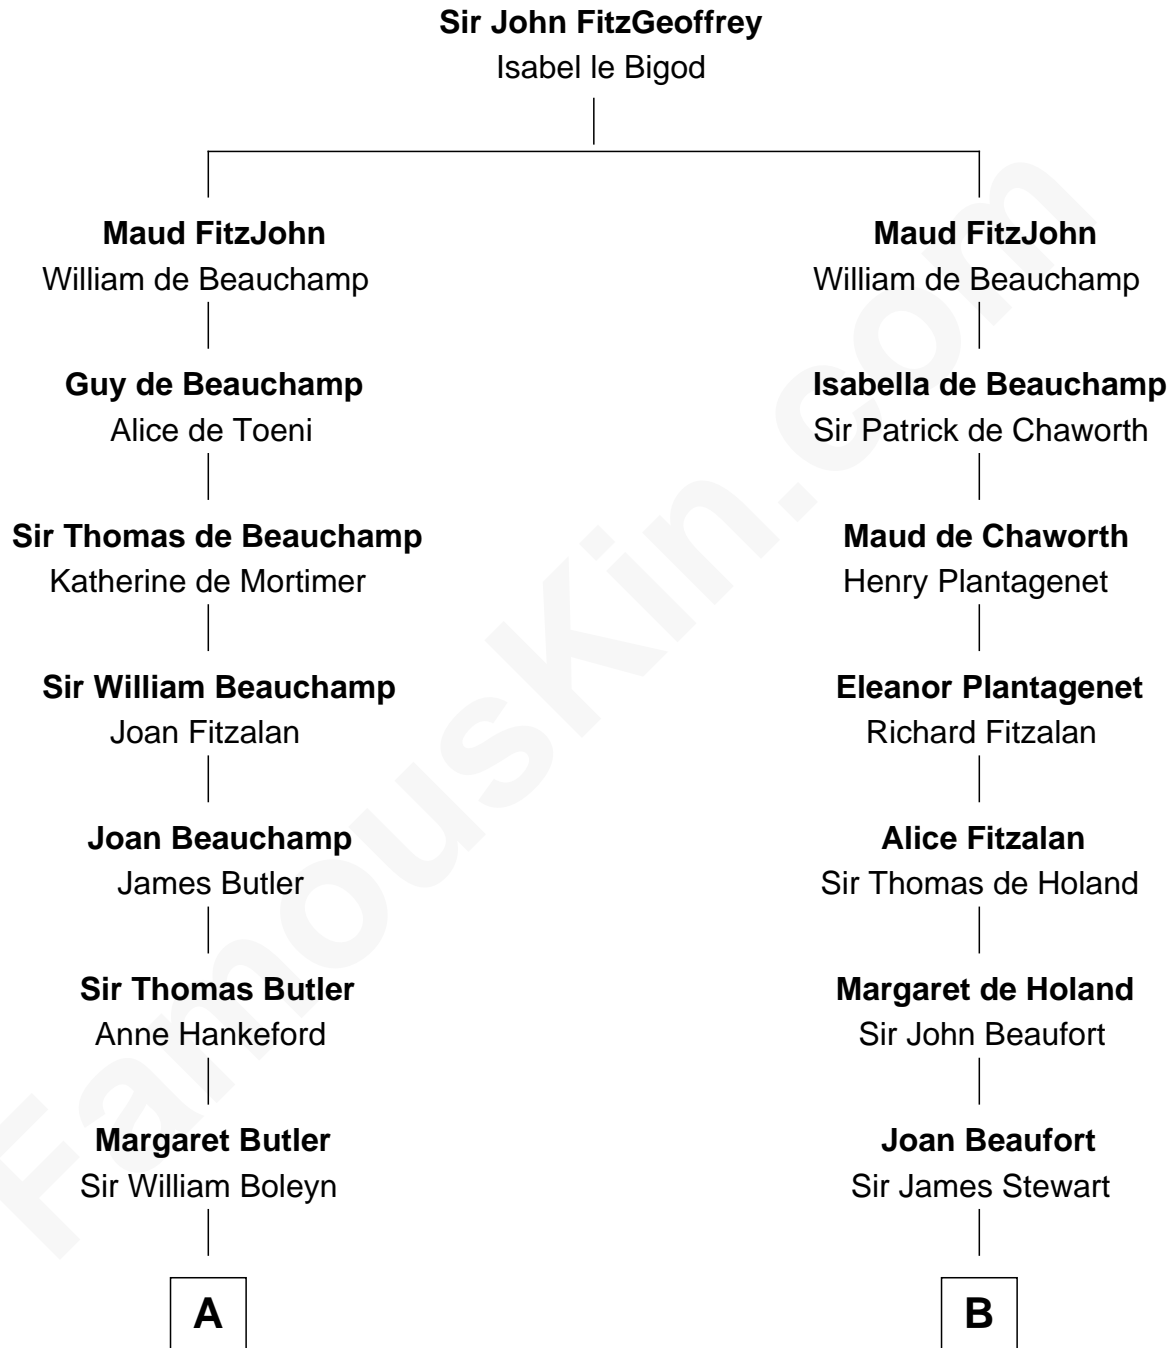 Sir John FitzGeoffrey
Isabel le Bigod
Maud FitzJohn
William de Beauchamp
Maud FitzJohn
William de Beauchamp
Guy de Beauchamp
Alice de Toeni
Isabella de Beauchamp
Sir Patrick de Chaworth
Sir Thomas de Beauchamp
Katherine de Mortimer
Maud de Chaworth
Henry Plantagenet
Sir William Beauchamp
Joan Fitzalan
Eleanor Plantagenet
Richard Fitzalan
Joan Beauchamp
James Butler
Alice Fitzalan
Sir Thomas de Holand
Sir Thomas Butler
Anne Hankeford
Margaret de Holand
Sir John Beaufort
Margaret Butler
Sir William Boleyn
Joan Beaufort
Sir James Stewart
A
B
FamousKin.com